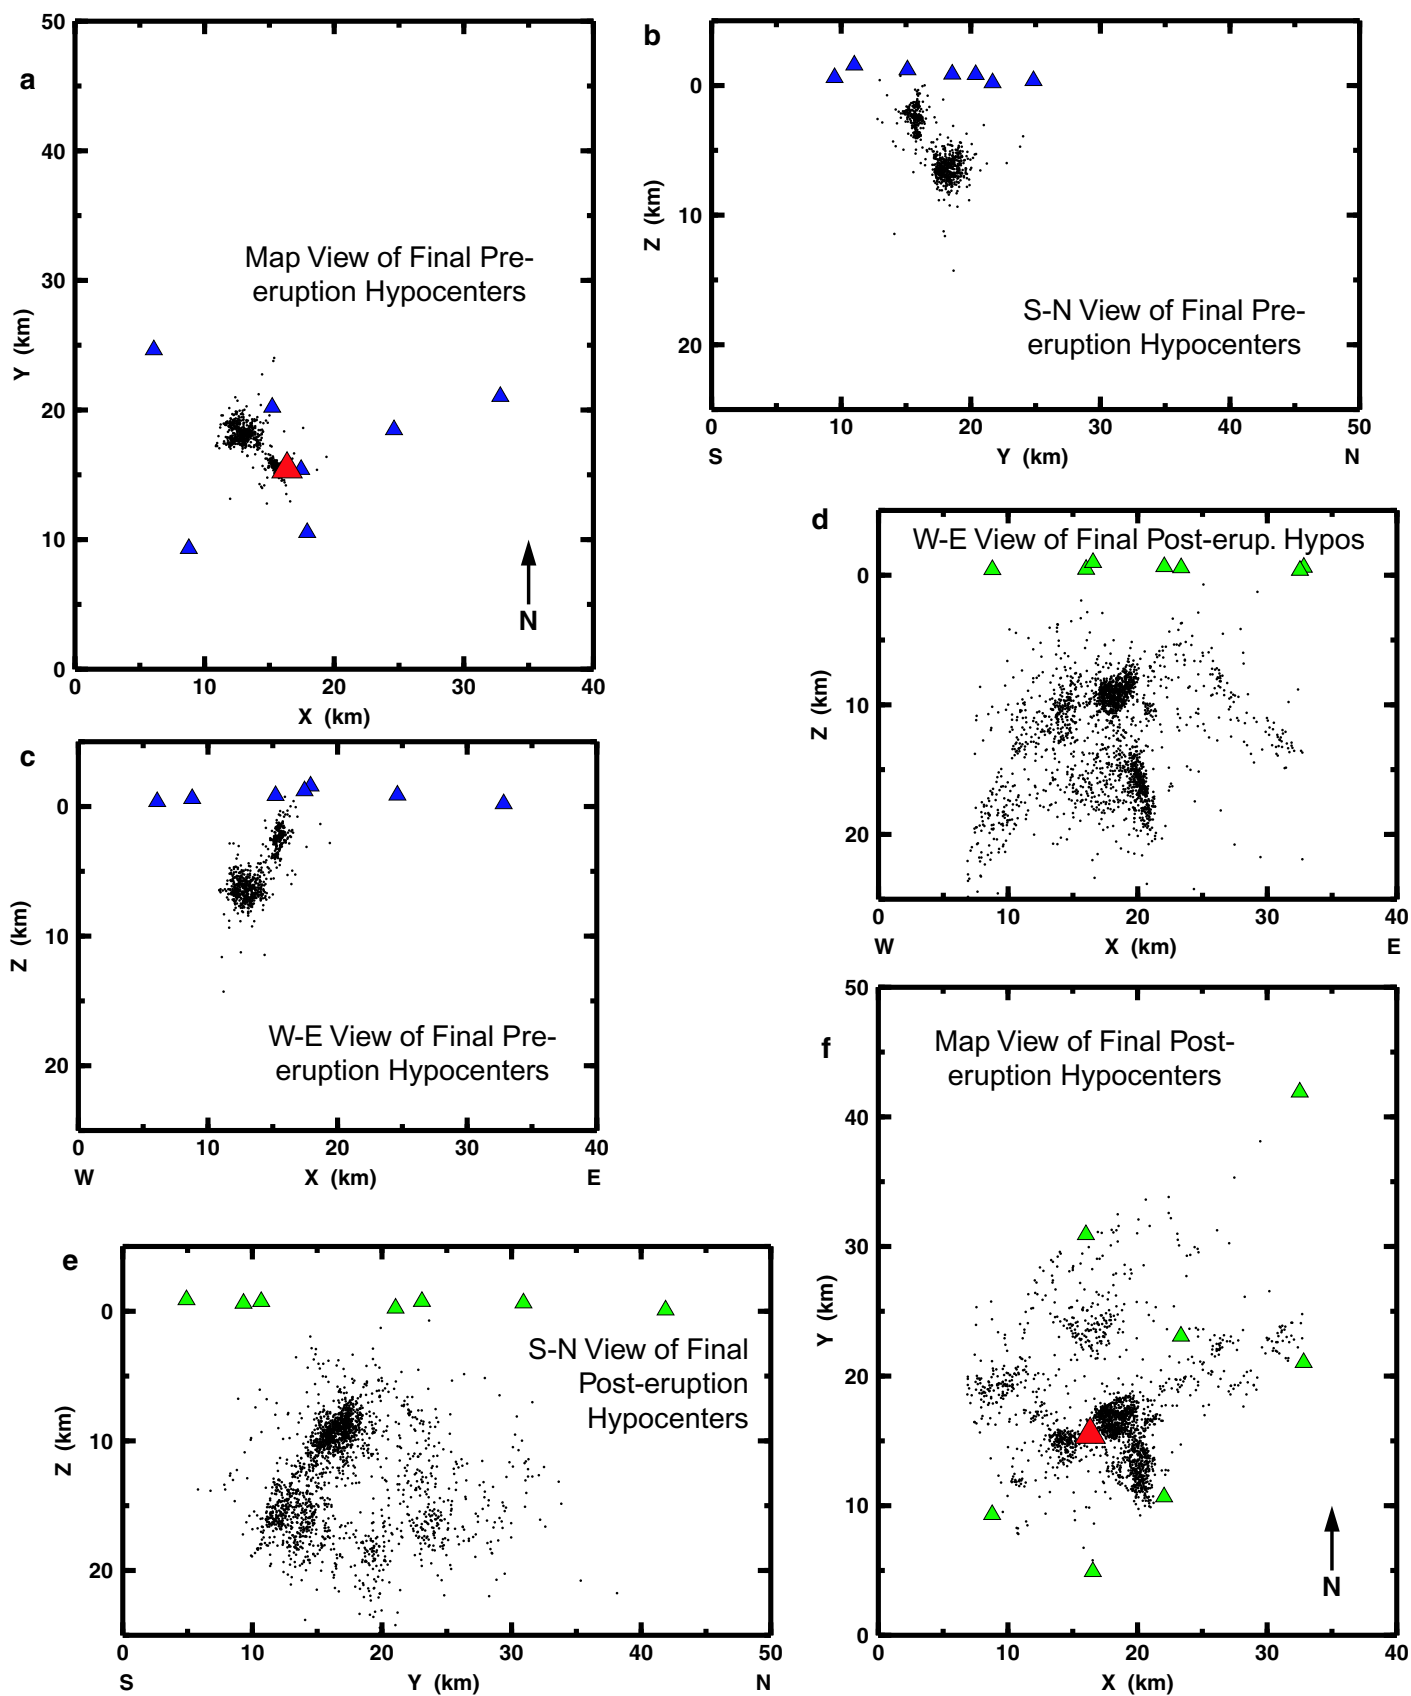 a
50
40
30
20
10
0
Y (km)
Map View of Final Pre-
eruption Hypocenters
N
0 10 20 30 40
X (km)
b
0
10
20
Z (km)
S-N View of Final Pre-
eruption Hypocenters
0 10 20 30 40 50
S Y (km) N
c
0
10
20
Z (km)
W-E View of Final Pre-
eruption Hypocenters
0 10 20 30 40
W X (km) E
d
W-E View of Final Post-erup. Hypos
0
10
20
Z (km)
0 10 20 30 40
W X (km) E
e
0
10
20
Z (km)
S-N View of Final
Post-eruption
Hypocenters
0 10 20 30 40 50
S Y (km) N
f
50
40
30
20
10
0
Y (km)
Map View of Final Post-
eruption Hypocenters
N
0 10 20 30 40
X (km)